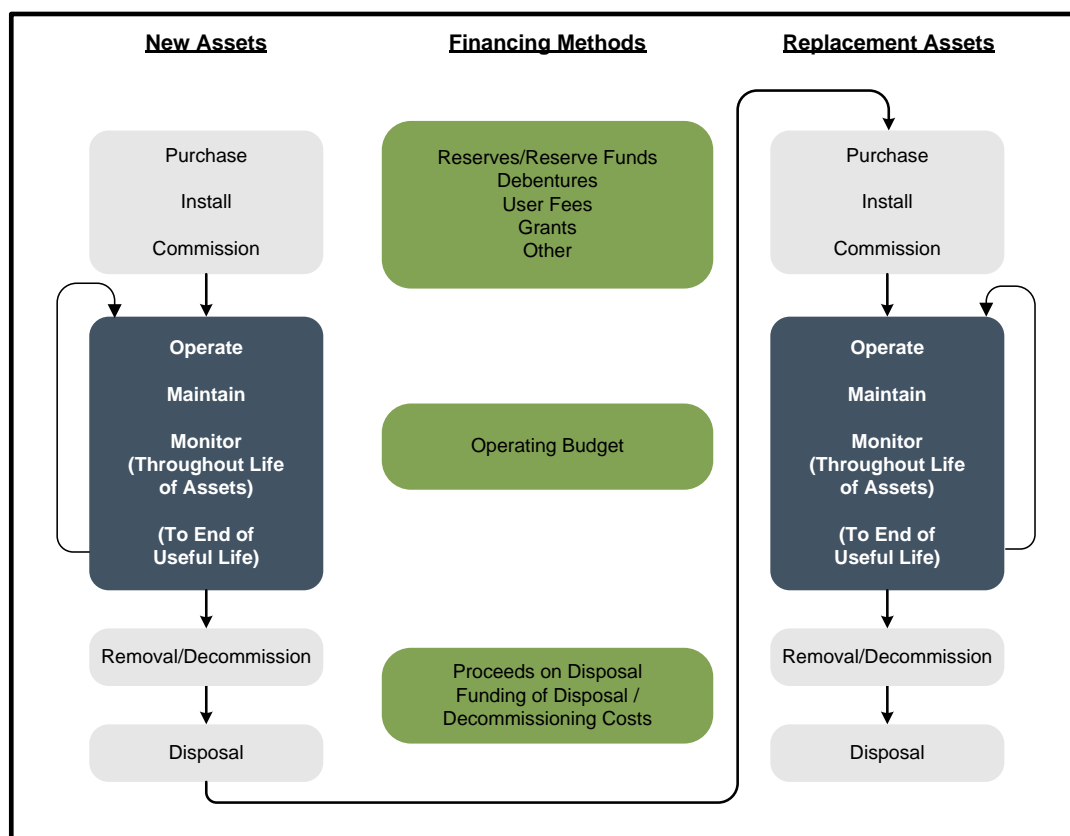 New Assets
Financing Methods
Replacement Assets
Purchase
Install
Commission
Operate
Maintain
Monitor
(Throughout Life
of Assets)
(To End of
Useful Life)
Removal/Decommission
Disposal
Reserves/Reserve Funds
Debentures
User Fees
Grants
Other
Operating Budget
Proceeds on Disposal
Funding of Disposal /
Decommissioning Costs
Purchase
Install
Commission
Operate
Maintain
Monitor
(Throughout Life
of Assets)
(To End of
Useful Life)
Removal/Decommission
Disposal